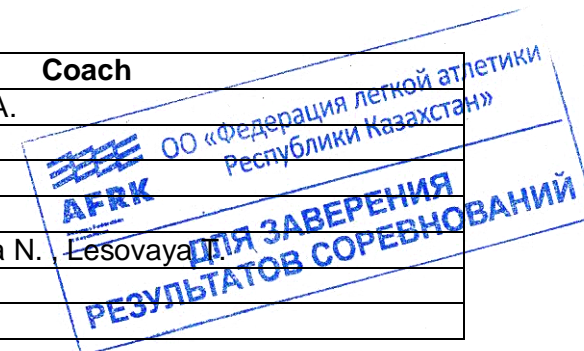 Coach
A.
a N. , Lesovaya T.
AFRK
ОО «Федерация легкой атлетики
Республики Казахстан»
ДЛЯ ЗАВЕРЕНИЯ
РЕЗУЛЬТАТОВ СОРЕВНОВАНИЙ